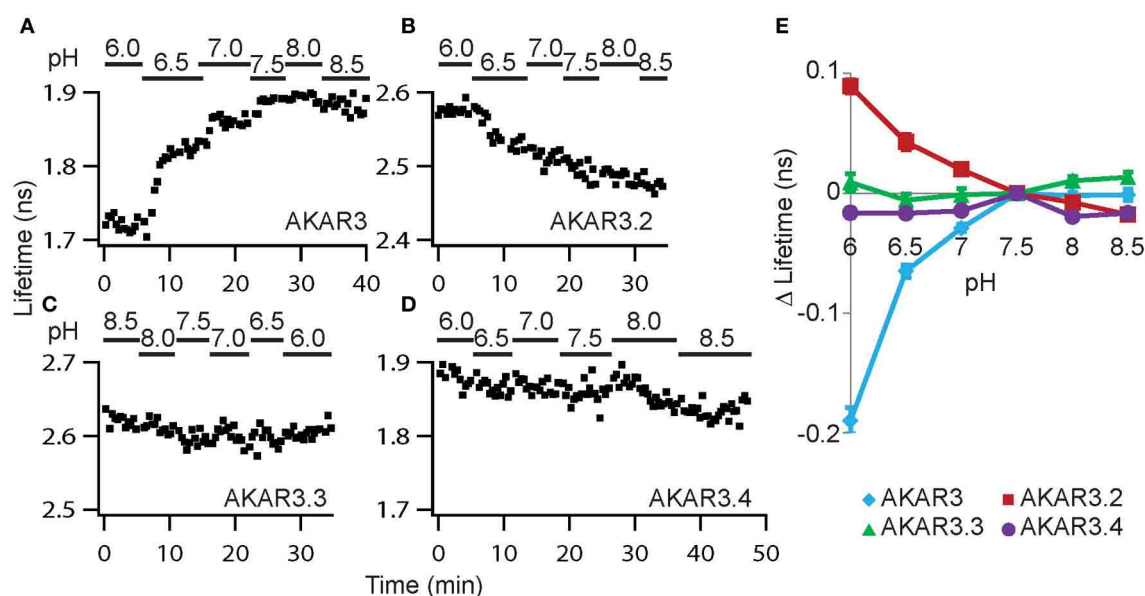 A
pH 6.0 6.5 7.0 7.5 8.0 8.5
1.9
1.8
1.7
AKAR3
0 10 20 30 40
B
6.0 6.5 7.0 7.5 8.0 8.5
2.6
2.5
2.4
AKAR3.2
0 10 20 30
Lifetime (ns)
C
pH 8.5 8.0 7.5 7.0 6.5 6.0
2.7
2.6
2.5
AKAR3.3
0 10 20 30
D
6.0 6.5 7.0 7.5 8.0 8.5
1.9
1.8
1.7
AKAR3.4
0 10 20 30 40 50
Time (min)
E
Δ Lifetime (ns)
0.1
0
-0.1
-0.2
6 6.5 7 7.5 8 8.5
pH
AKAR3 AKAR3.2
AKAR3.3 AKAR3.4